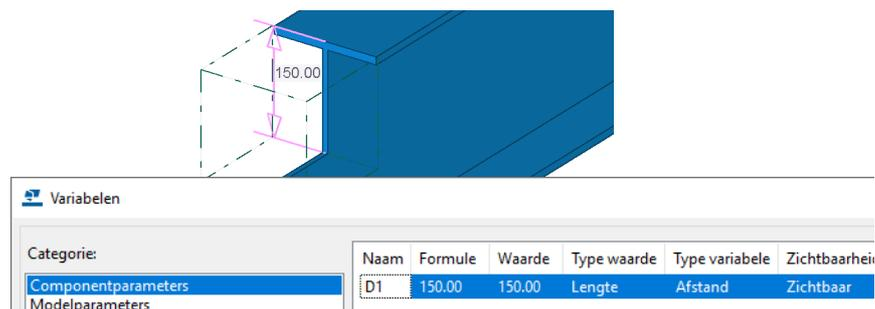 150.00
Variabelen
Categorie:
Naam Formule Waarde Type waarde Type variabele Zichtbaarheid
Componentparameters
D1 150.00 150.00 Lengte Afstand Zichtbaar
Modelparameters